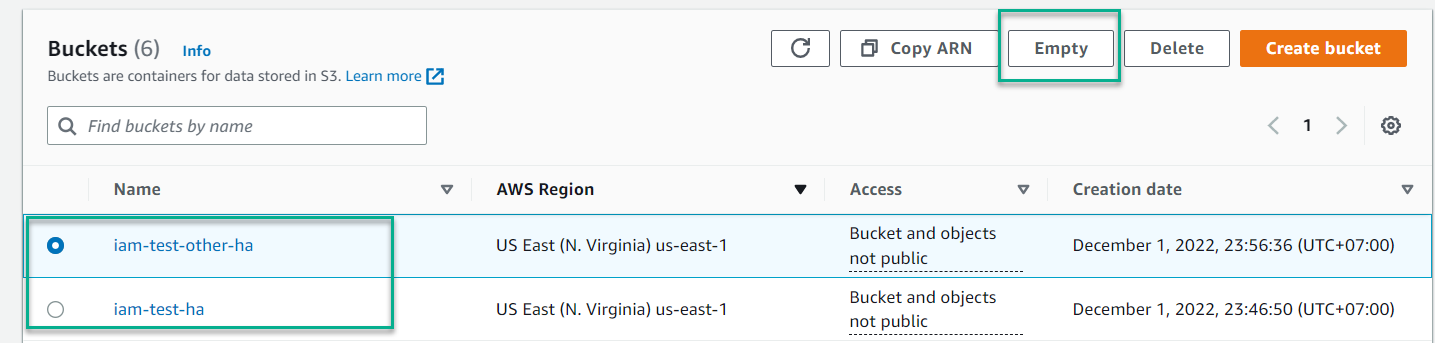 Buckets (6) Info
Buckets are containers for data stored in S3. Learn more
Copy ARN
Empty
Delete
Create bucket
Find buckets by name
1
Name AWS Region Access Creation date
iam-test-other-ha US East (N. Virginia) us-east-1 Bucket and objects not public December 1, 2022, 23:56:36 (UTC+07:00)
iam-test-ha US East (N. Virginia) us-east-1 Bucket and objects not public December 1, 2022, 23:46:50 (UTC+07:00)